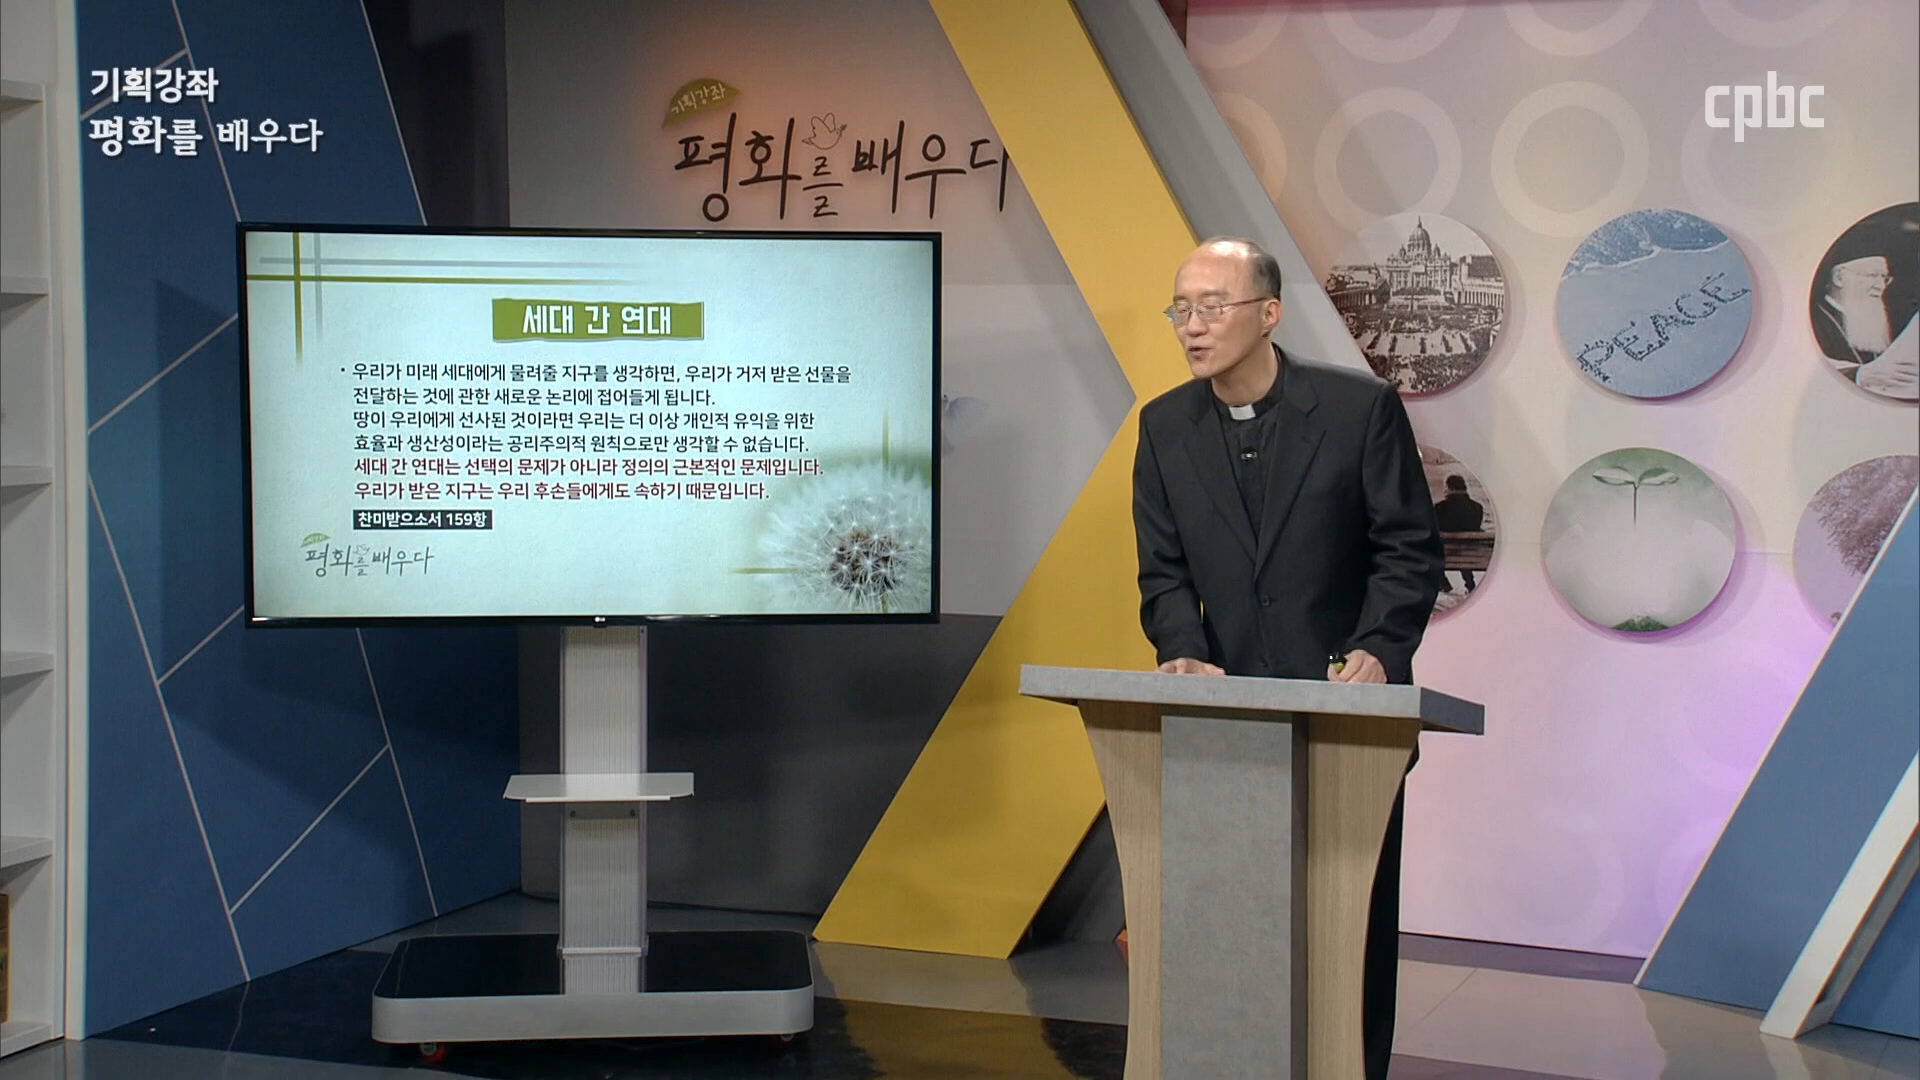 기획강좌
평화를 배우다
cpbc
기획강좌
평화를 배우다
PEACE
세대 간 연대
· 우리가 미래 세대에게 물려줄 지구를 생각하면, 우리가 거저 받은 선물을
전달하는 것에 관한 새로운 논리에 접어들게 됩니다.
땅이 우리에게 선사된 것이라면 우리는 더 이상 개인적 유익을 위한
효율과 생산성이라는 공리주의적 원칙으로만 생각할 수 없습니다.
세대 간 연대는 선택의 문제가 아니라 정의의 근본적인 문제입니다.
우리가 받은 지구는 우리 후손들에게도 속하기 때문입니다.
찬미받으소서 159항
평화를 배우다
LG